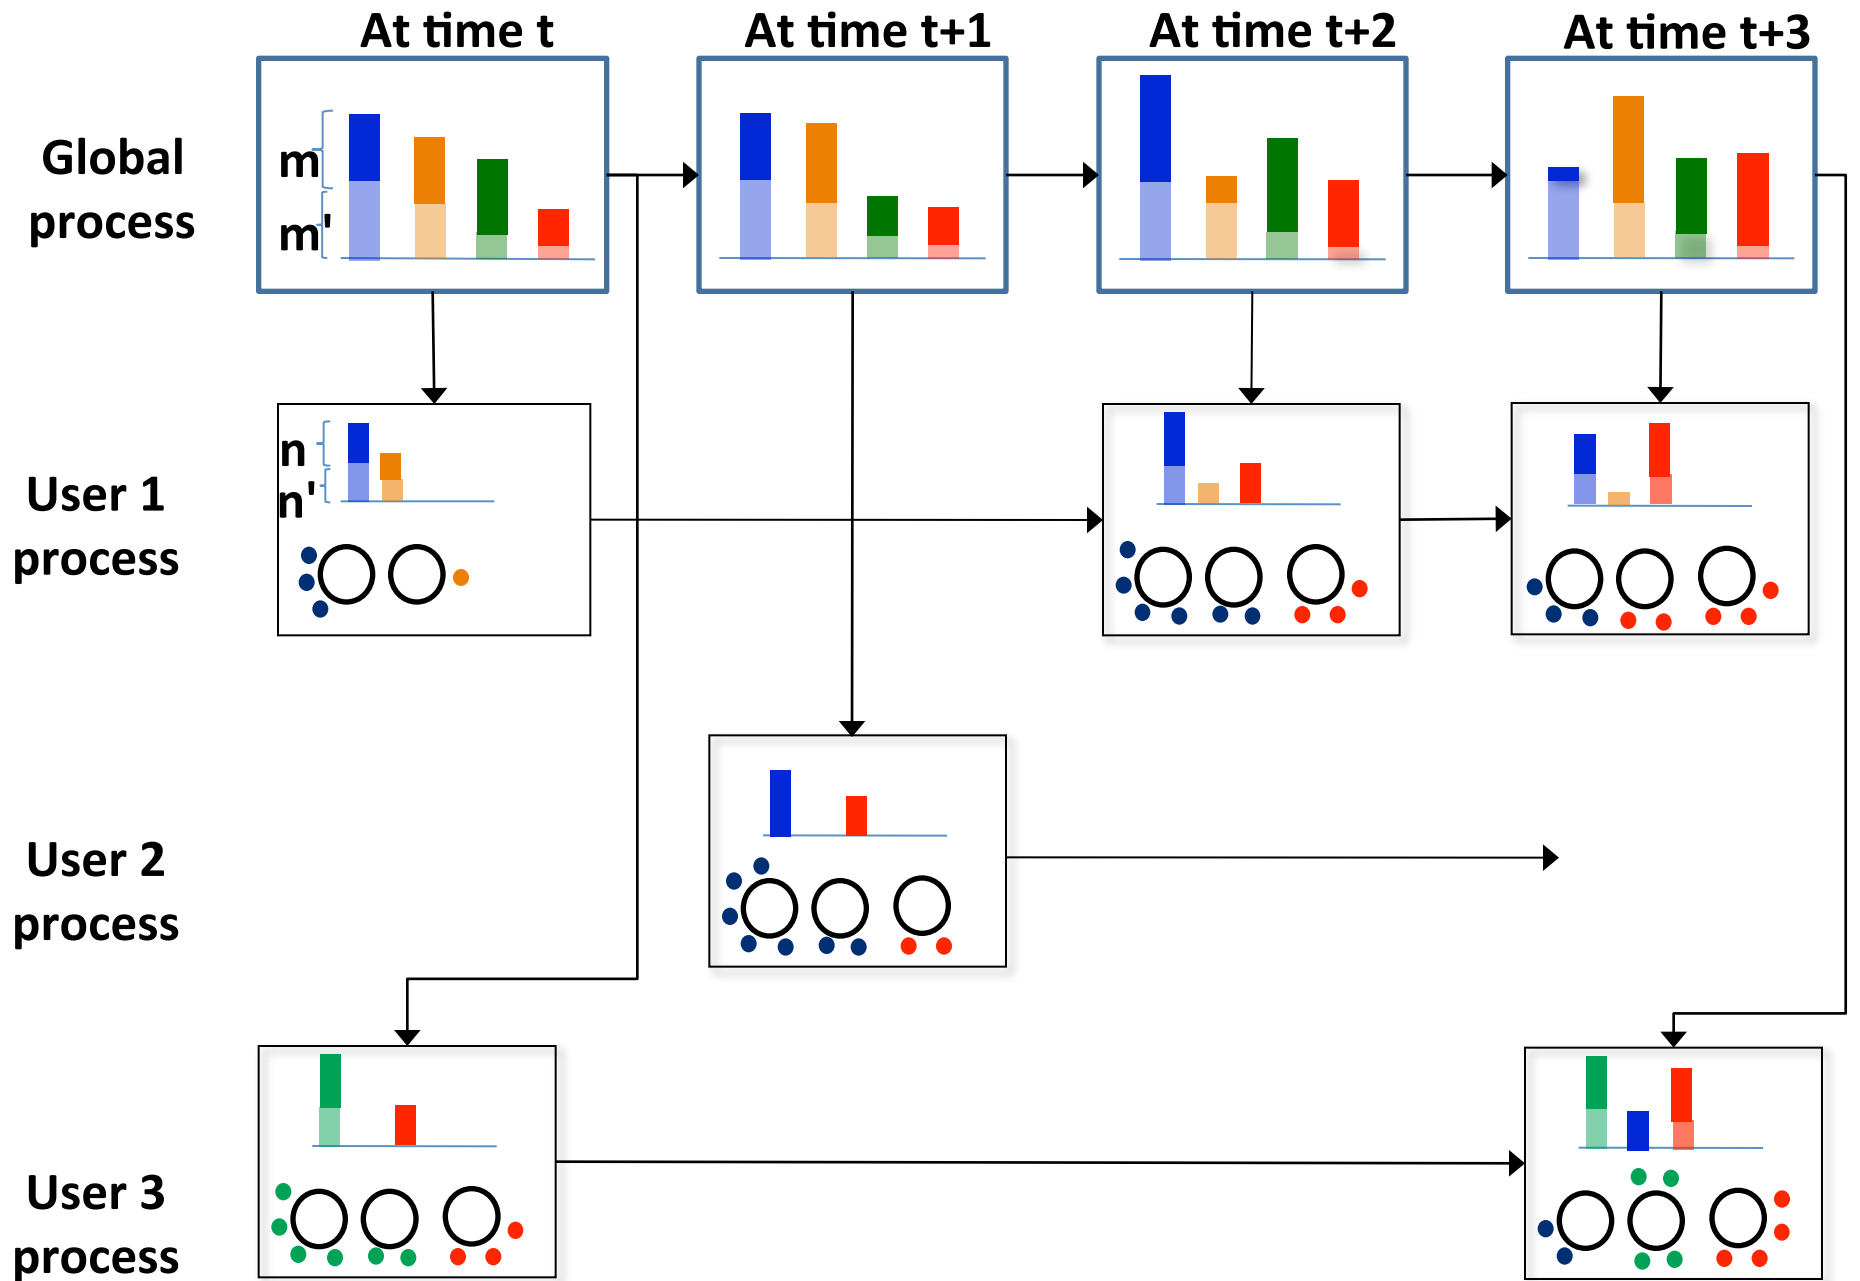 At time t
At time t+1
At time t+2
At time t+3
Global
process
m
m'
User 1
process
n
n'
User 2
process
User 3
process